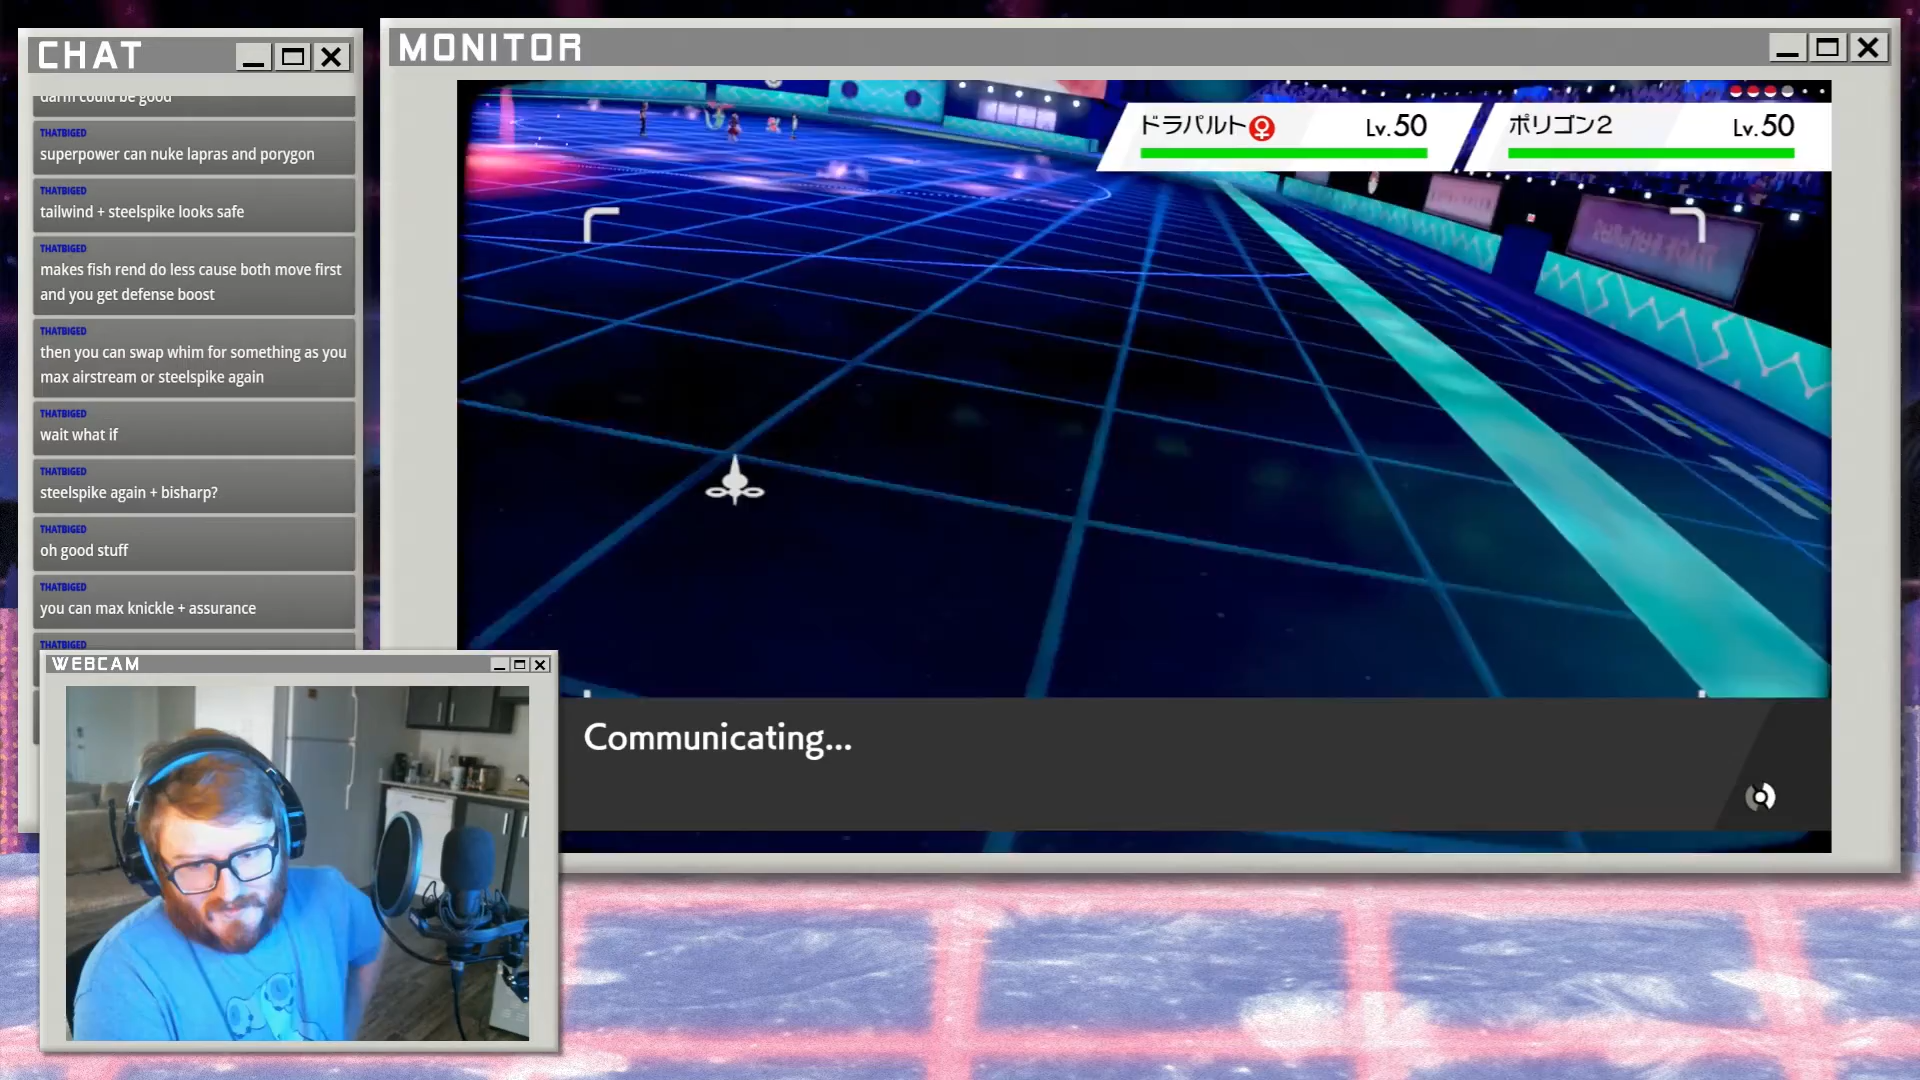 CHAT
darm could be good
THATBIGED
superpower can nuke lapras and porygon
THATBIGED
tailwind + steelspike looks safe
THATBIGED
makes fish rend do less cause both move first
and you get defense boost
THATBIGED
then you can swap whim for something as you
max airstream or steelspike again
THATBIGED
wait what if
THATBIGED
steelspike again + bisharp?
THATBIGED
oh good stuff
THATBIGED
you can max knickle + assurance
THATBIGED
MONITOR
ドラパルト♀ Lv.50
ポリゴン2 Lv.50
Communicating...
WEBCAM